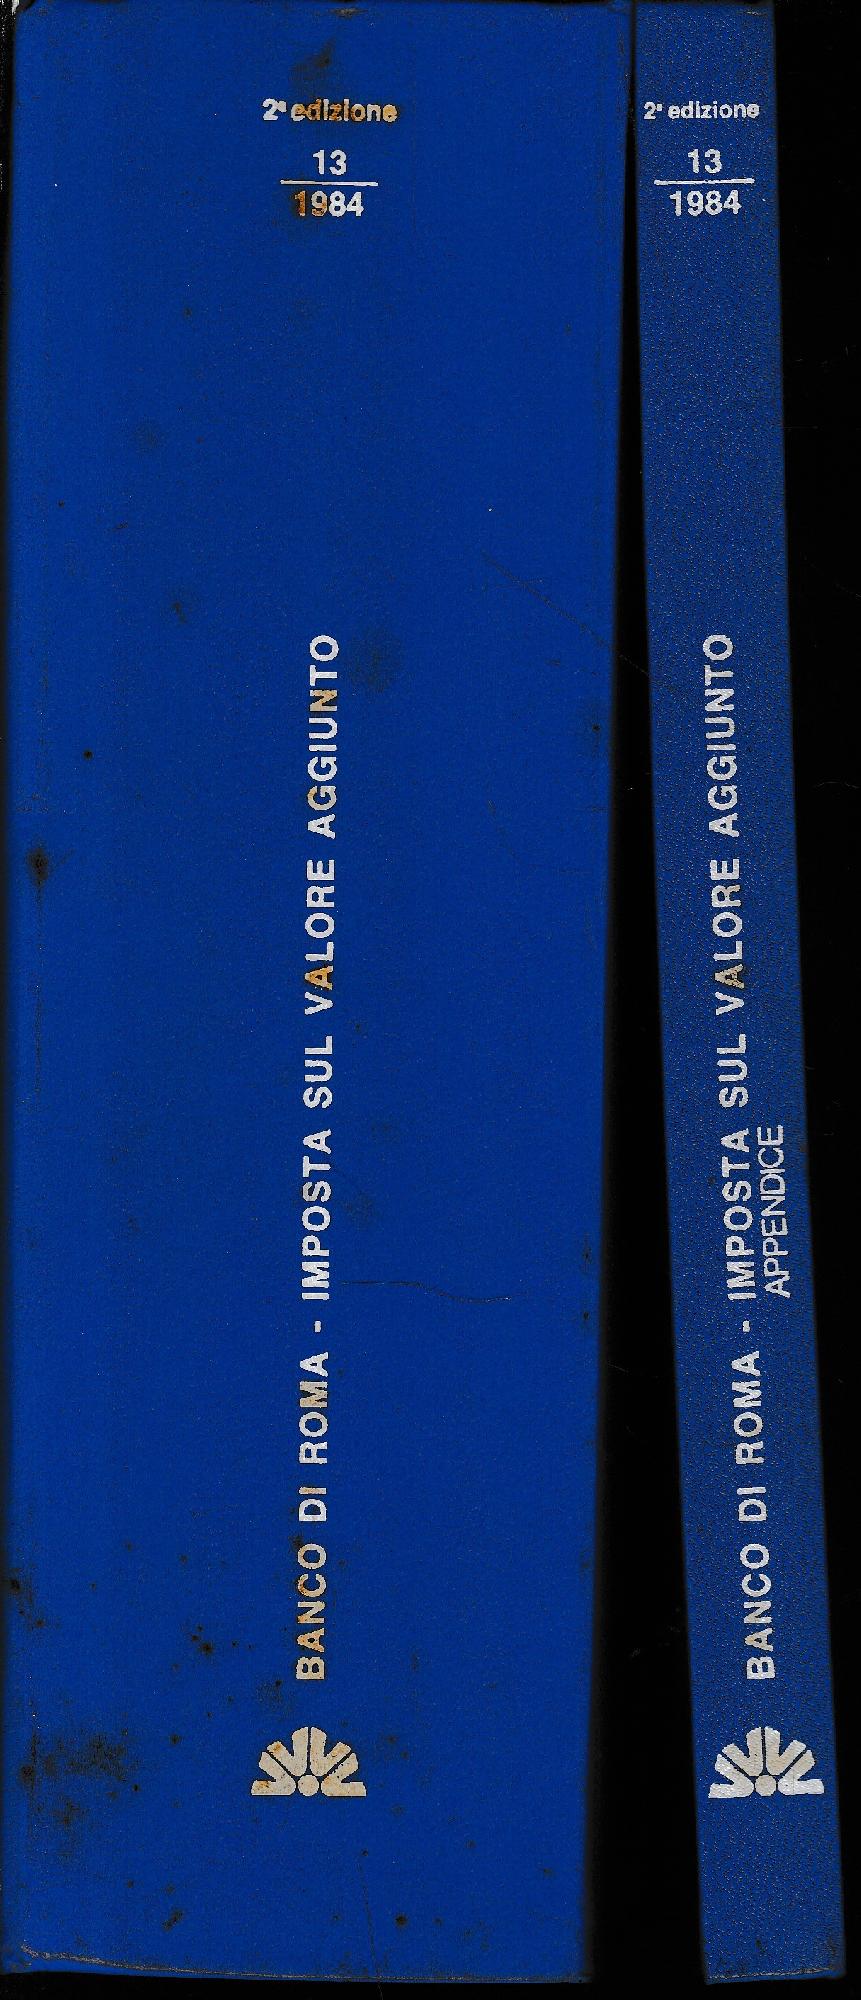 2ª edizione
13
1984
BANCO DI ROMA - IMPOSTA SUL VALORE AGGIUNTO
2ª edizione
13
1984
BANCO DI ROMA - IMPOSTA SUL VALORE AGGIUNTO
APPENDICE